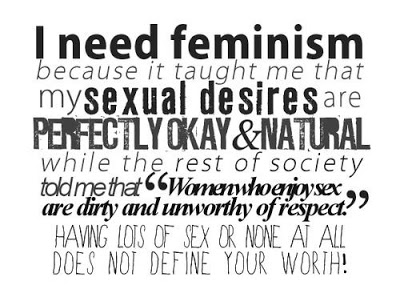 I need feminism
because it taught me that
my sexual desires are
PERFECTLY OKAY & NATURAL
while the rest of society
told me that “Women who enjoy sex
are dirty and unworthy of respect.”
HAVING LOTS OF SEX OR NONE AT ALL
DOES NOT DEFINE YOUR WORTH!